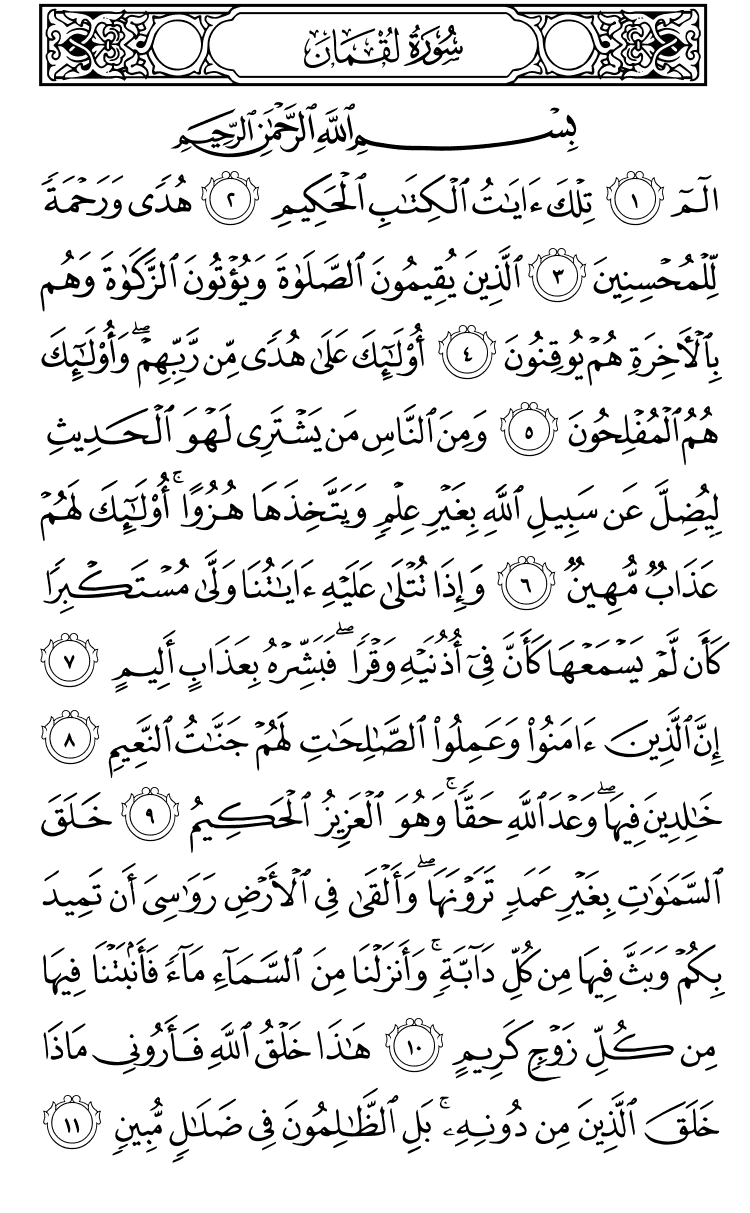 سُورَةُ لُقْمَانَ
بِسْمِ ٱللَّهِ ٱلرَّحْمَٰنِ ٱلرَّحِيمِ
الٓمٓ ١ تِلْكَ ءَايَٰتُ ٱلْكِتَٰبِ ٱلْحَكِيمِ ٢ هُدًى وَرَحْمَةً
لِّلْمُحْسِنِينَ ٣ ٱلَّذِينَ يُقِيمُونَ ٱلصَّلَوٰةَ وَيُؤْتُونَ ٱلزَّكَوٰةَ وَهُم
بِٱلْءَاخِرَةِ هُمْ يُوقِنُونَ ٤ أُوْلَٰٓئِكَ عَلَىٰ هُدًى مِّن رَّبِّهِمْۖ وَأُوْلَٰٓئِكَ
هُمُ ٱلْمُفْلِحُونَ ٥ وَمِنَ ٱلنَّاسِ مَن يَشْتَرِى لَهْوَ ٱلْحَدِيثِ
لِيُضِلَّ عَن سَبِيلِ ٱللَّهِ بِغَيْرِ عِلْمٍ وَيَتَّخِذَهَا هُزُوًاۚ أُوْلَٰٓئِكَ لَهُمْ
عَذَابٌ مُّهِينٌ ٦ وَإِذَا تُتْلَىٰ عَلَيْهِ ءَايَٰتُنَا وَلَّىٰ مُسْتَكْبِرًا
كَأَن لَّمْ يَسْمَعْهَا كَأَنَّ فِىٓ أُذُنَيْهِ وَقْرًاۖ فَبَشِّرْهُ بِعَذَابٍ أَلِيمٍ ٧
إِنَّ ٱلَّذِينَ ءَامَنُوا۟ وَعَمِلُوا۟ ٱلصَّٰلِحَٰتِ لَهُمْ جَنَّٰتُ ٱلنَّعِيمِ ٨
خَٰلِدِينَ فِيهَاۖ وَعْدَ ٱللَّهِ حَقًّاۚ وَهُوَ ٱلْعَزِيزُ ٱلْحَكِيمُ ٩ خَلَقَ
ٱلسَّمَٰوَٰتِ بِغَيْرِ عَمَدٍ تَرَوْنَهَاۖ وَأَلْقَىٰ فِى ٱلْأَرْضِ رَوَٰسِىَ أَن تَمِيدَ
بِكُمْ وَبَثَّ فِيهَا مِن كُلِّ دَآبَّةٍۚ وَأَنزَلْنَا مِنَ ٱلسَّمَآءِ مَآءً فَأَنۢبَتْنَا فِيهَا
مِن كُلِّ زَوْجٍ كَرِيمٍ ١٠ هَٰذَا خَلْقُ ٱللَّهِ فَأَرُونِى مَاذَا
خَلَقَ ٱلَّذِينَ مِن دُونِهِۦۚ بَلِ ٱلظَّٰلِمُونَ فِى ضَلَٰلٍ مُّبِينٍ ١١